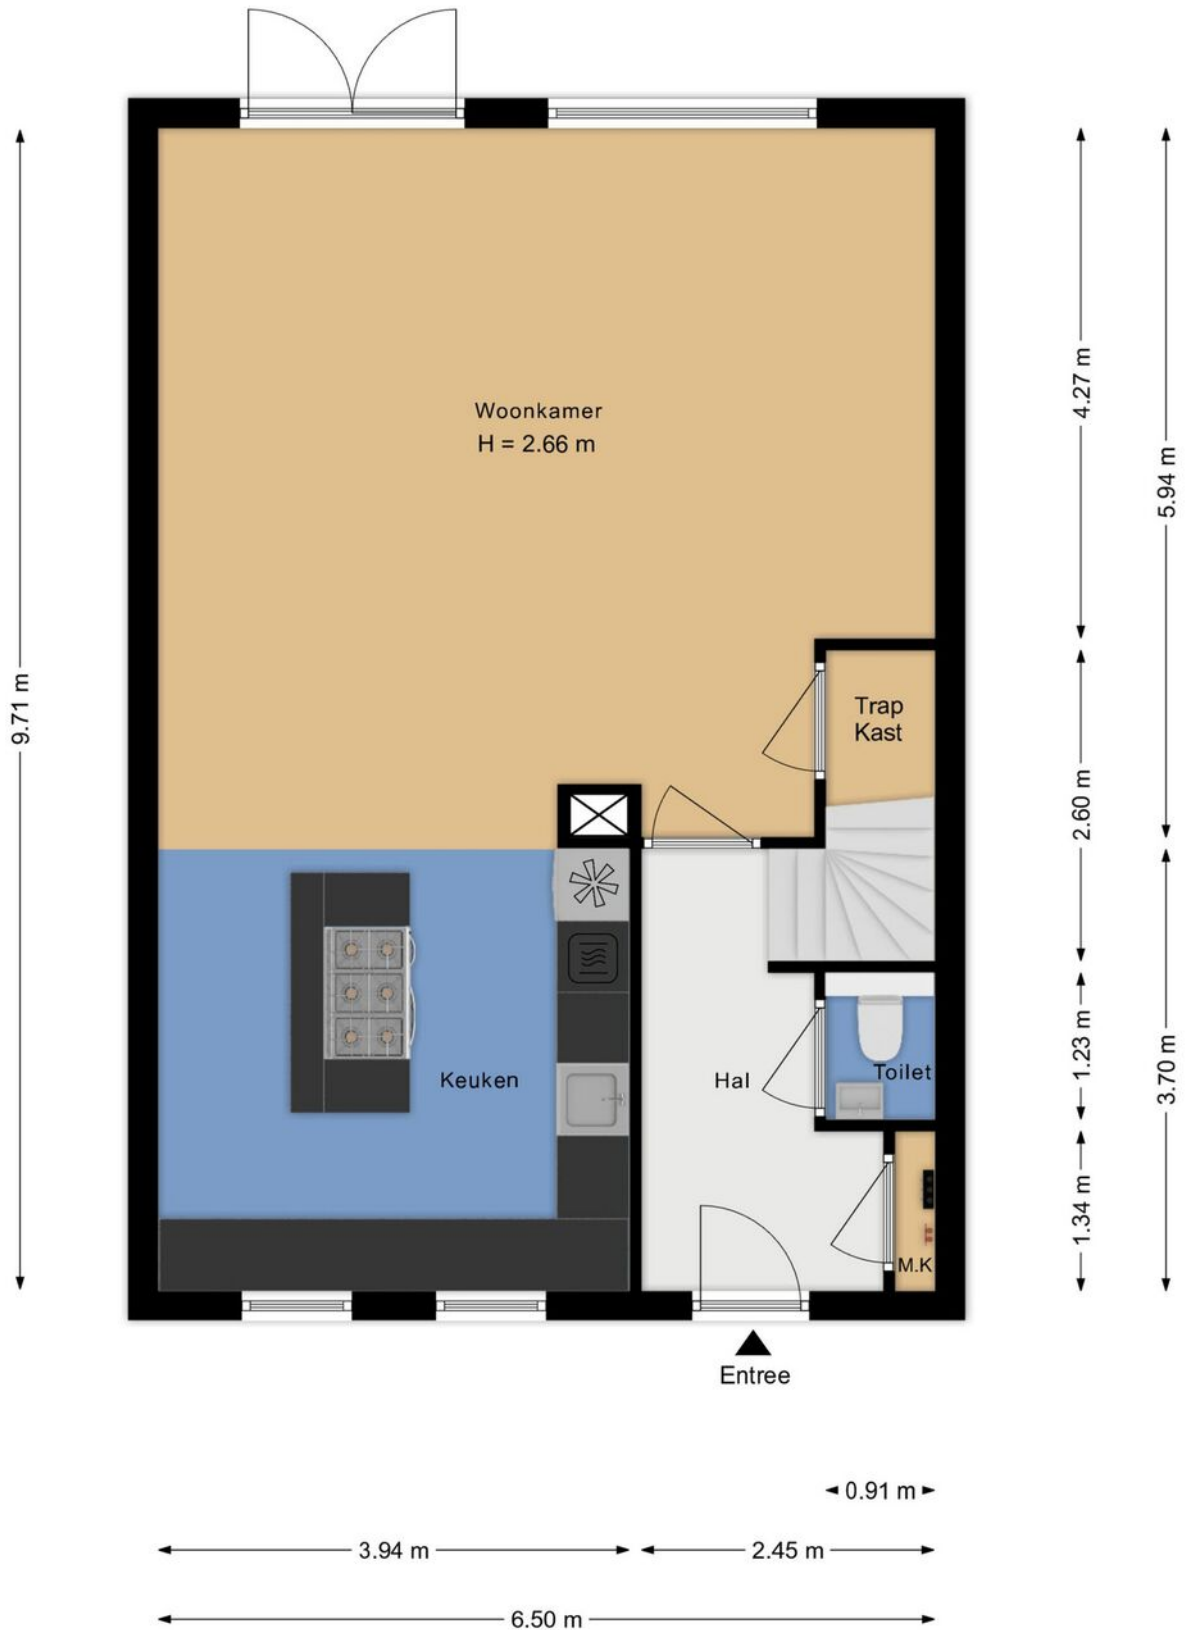 Woonkamer
H = 2.66 m
4.27 m
5.94 m
9.71 m
Trap
Kast
2.60 m
Keuken
Hal
Toilet
1.23 m
3.70 m
1.34 m
M.K
Entree
0.91 m
3.94 m
2.45 m
6.50 m